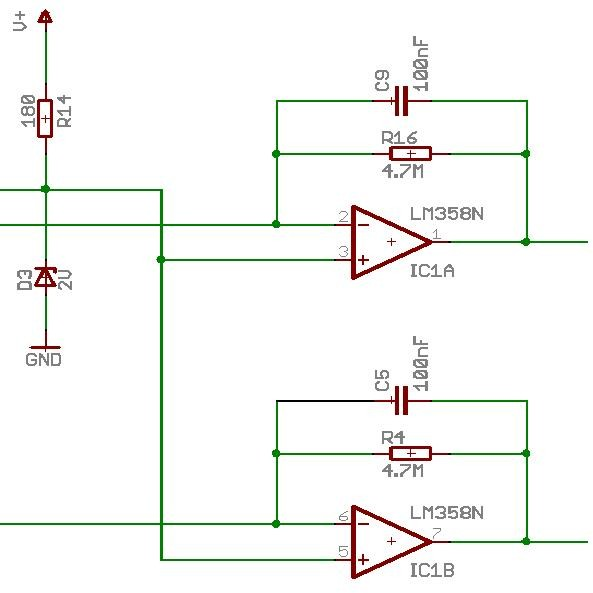 V+
180
R14
D3
2V
GND
C9
100nF
R16
4.7M
LM358N
2
3
1
IC1A
C5
100nF
R4
4.7M
LM358N
6
5
7
IC1B